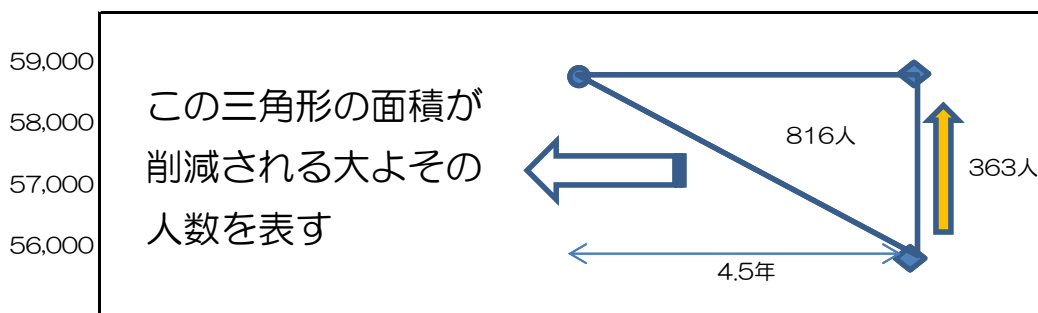 59,000
58,000
57,000
56,000
この三角形の面積が
削減される大よその
人数を表す
816人
363人
4.5年